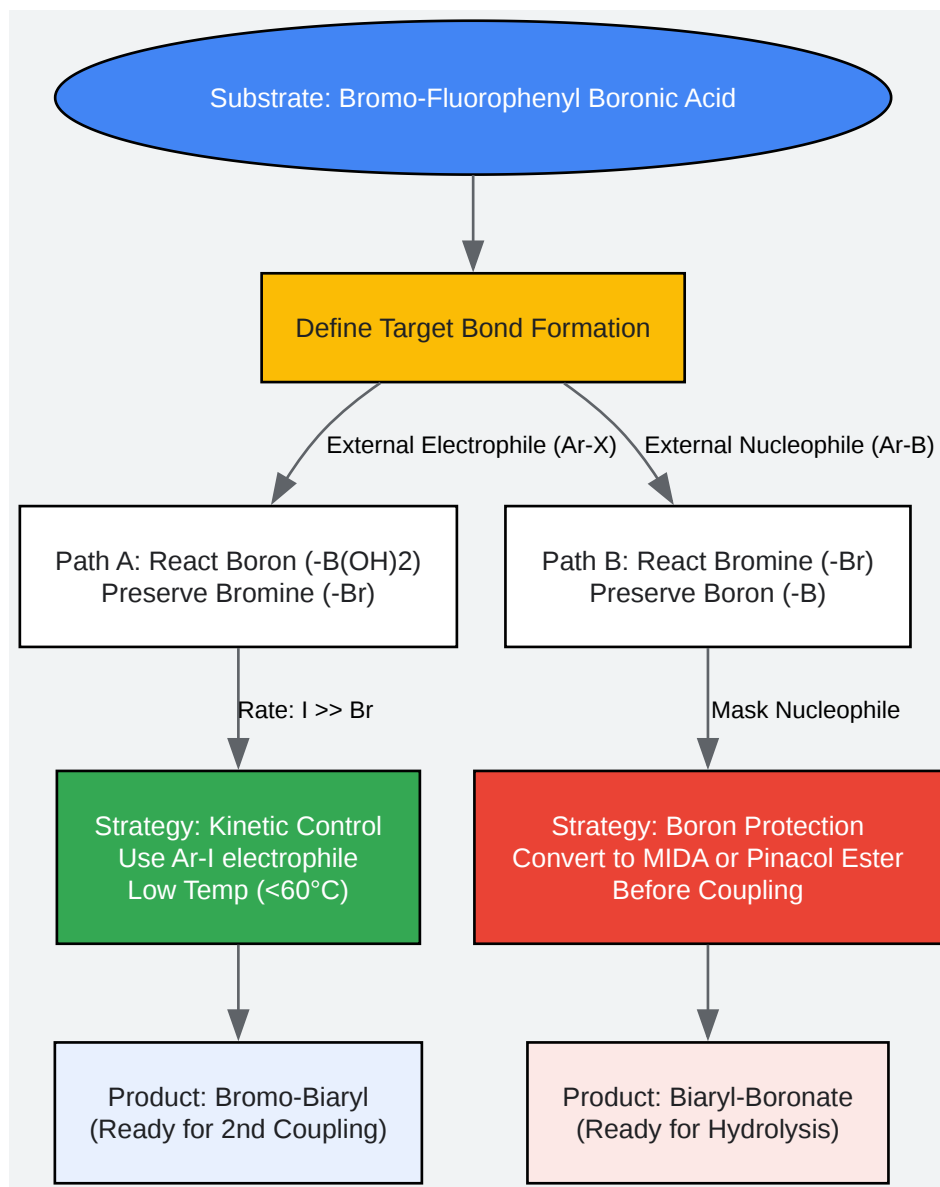 Substrate: Bromo-Fluorophenyl Boronic Acid
Define Target Bond Formation
External Electrophile (Ar-X)
External Nucleophile (Ar-B)
Path A: React Boron (-B(OH)2)
Preserve Bromine (-Br)
Path B: React Bromine (-Br)
Preserve Boron (-B)
Rate: I >> Br
Mask Nucleophile
Strategy: Kinetic Control
Use Ar-I electrophile
Low Temp (<60°C)
Strategy: Boron Protection
Convert to MIDA or Pinacol Ester
Before Coupling
Product: Bromo-Biaryl
(Ready for 2nd Coupling)
Product: Biaryl-Boronate
(Ready for Hydrolysis)